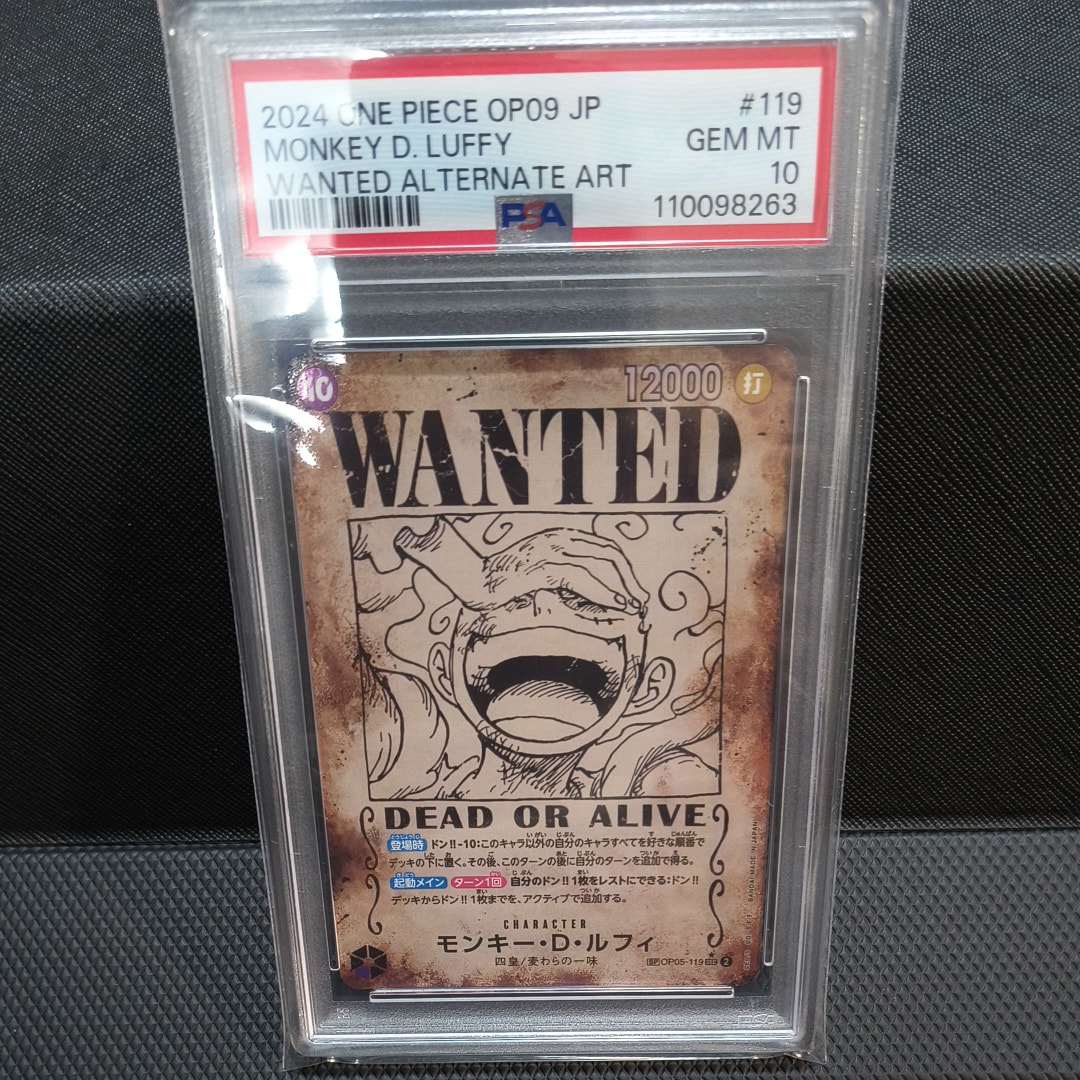 2024 ONE PIECE OP09 JP #119
MONKEY D. LUFFY GEM MT
WANTED ALTERNATE ART 10
PSA 110098263
10 12000 打
WANTED
DEAD OR ALIVE
登場時 ドン!!-10:このキャラ以外の自分のキャラすべてを好きな順番で
デッキの下に置く。その後、このターンの後に自分のターンを追加で得る。
起動メイン ターン1回 自分のドン!!1枚をレストにできる:ドン!!
デッキからドン!!1枚までを、アクティブで追加する。
CHARACTER
モンキー・D・ルフィ
四皇/麦わらの一味
SP OP05-119 SEC 2
BANDAI MADE IN JAPAN